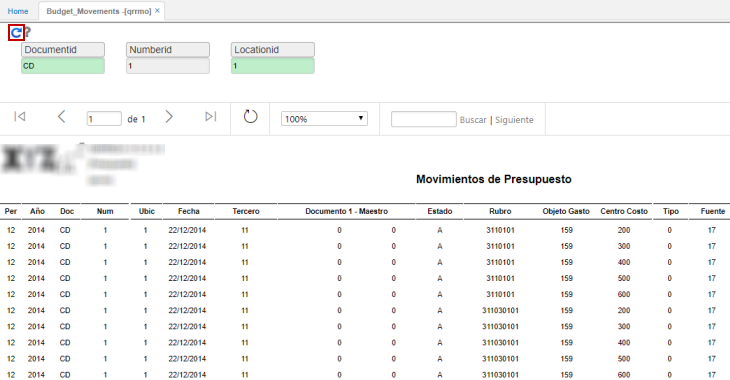 Home Budget_Movements -[qrrmo] ×
?
Documentid Numberid Locationid
CD 1 1
1 de 1 100% Buscar | Siguiente
Movimientos de Presupuesto
Per Año Doc Num Ubic Fecha Tercero Documento 1 - Maestro Estado Rubro Objeto Gasto Centro Costo Tipo Fuente
12 2014 CD 1 1 22/12/2014 11 0 0 A 3110101 159 200 0 17
12 2014 CD 1 1 22/12/2014 11 0 0 A 3110101 159 300 0 17
12 2014 CD 1 1 22/12/2014 11 0 0 A 3110101 159 400 0 17
12 2014 CD 1 1 22/12/2014 11 0 0 A 3110101 159 500 0 17
12 2014 CD 1 1 22/12/2014 11 0 0 A 3110101 159 600 0 17
12 2014 CD 1 1 22/12/2014 11 0 0 A 311030101 159 200 0 17
12 2014 CD 1 1 22/12/2014 11 0 0 A 311030101 159 300 0 17
12 2014 CD 1 1 22/12/2014 11 0 0 A 311030101 159 400 0 17
12 2014 CD 1 1 22/12/2014 11 0 0 A 311030101 159 500 0 17
12 2014 CD 1 1 22/12/2014 11 0 0 A 311030101 159 600 0 17